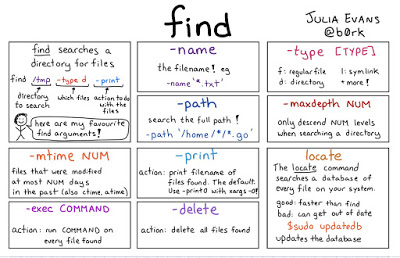 find
JULIA EVANS
@b0rk
find searches a
directory for files
find /tmp -type d -print
directory
to search
which files
action to do
with the
files
here are my favourite
find arguments!
-name
the filename! eg
-name '*.txt'
-path
search the full path!
-path '/home/*/*.go'
-type [TYPE]
f: regular file l: symlink
d: directory + more!
-maxdepth NUM
only descend NUM levels
when searching a directory
-mtime NUM
files that were modified
at most NUM days
in the past (also ctime, atime)
-print
action: print filename of
files found. The default.
Use -print0 with xargs -0!
locate
The locate command
searches a database of
every file on your system.
good: faster than find
bad: can get out of date
$ sudo updatedb
updates the database
-exec COMMAND
action: run COMMAND on
every file found
-delete
action: delete all files found